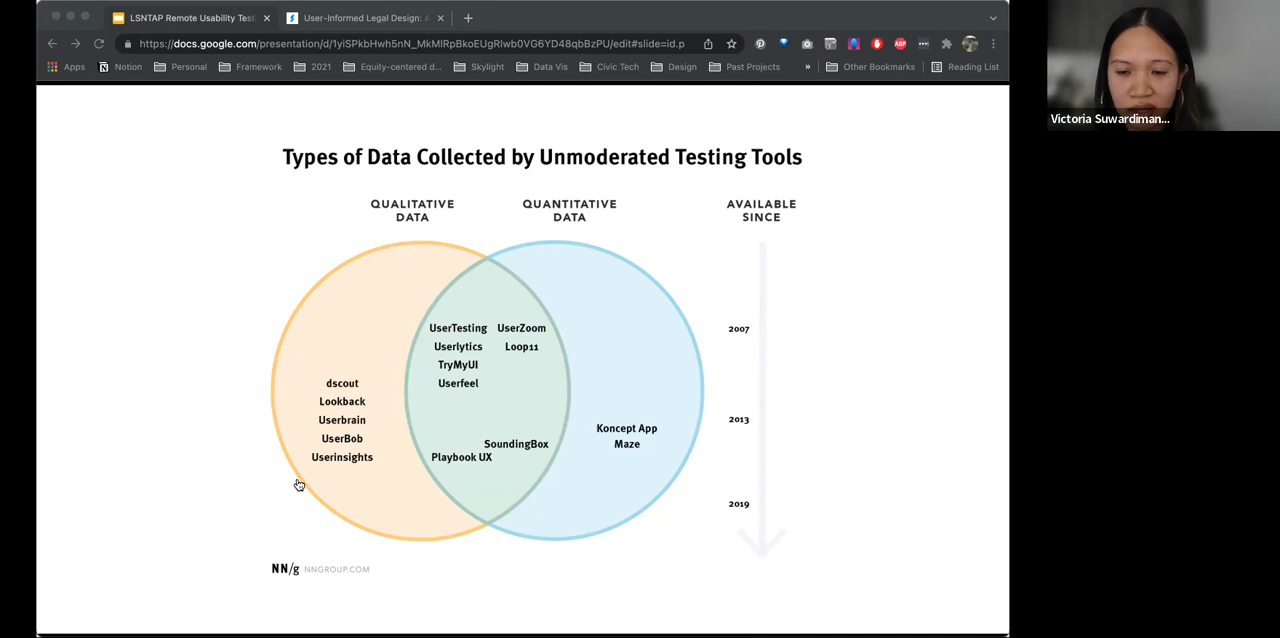 LSNTAP Remote Usability Test
User-Informed Legal Design: A
https://docs.google.com/presentation/d/1yiSPkbHwh5nN_MkMlRpBkoEUgRIwb0VG6YD48qbBzPU/edit#slide=id.p
Apps
Notion
Personal
Framework
2021
Equity-centered d...
Skylight
Data Vis
Civic Tech
Design
Past Projects
»
Other Bookmarks
Reading List
ABP
Victoria Suwardiman...
Types of Data Collected by Unmoderated Testing Tools
QUALITATIVE
DATA
QUANTITATIVE
DATA
AVAILABLE
SINCE
UserTesting
Userlytics
TryMyUI
Userfeel
UserZoom
Loop11
dscout
Lookback
Userbrain
UserBob
Userinsights
SoundingBox
Playbook UX
Koncept App
Maze
2007
2013
2019
NN/g NNGROUP.COM